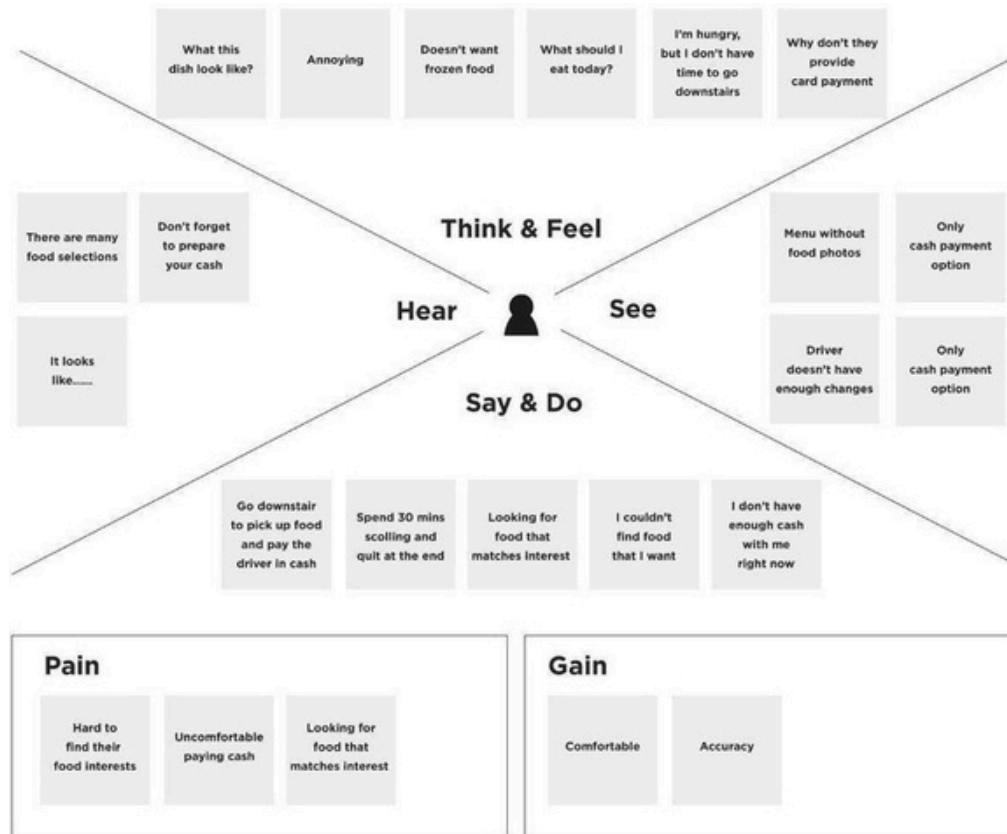 What this
dish look like?
Annoying
Doesn't want
frozen food
What should I
eat today?
I'm hungry,
but I don't have
time to go
downstairs
Why don't they
provide
card payment
Think & Feel
There are many
food selections
Don't forget
to prepare
your cash
It looks
like......
Hear
See
Menu without
food photos
Only
cash payment
option
Driver
doesn't have
enough changes
Only
cash payment
option
Say & Do
Go downstair
to pick up food
and pay the
driver in cash
Spend 30 mins
scolling and
quit at the end
Looking for
food that
matches interest
I couldn't
find food
that I want
I don't have
enough cash
with me
right now
Pain
Hard to
find their
food interests
Uncomfortable
paying cash
Looking for
food that
matches interest
Gain
Comfortable
Accuracy